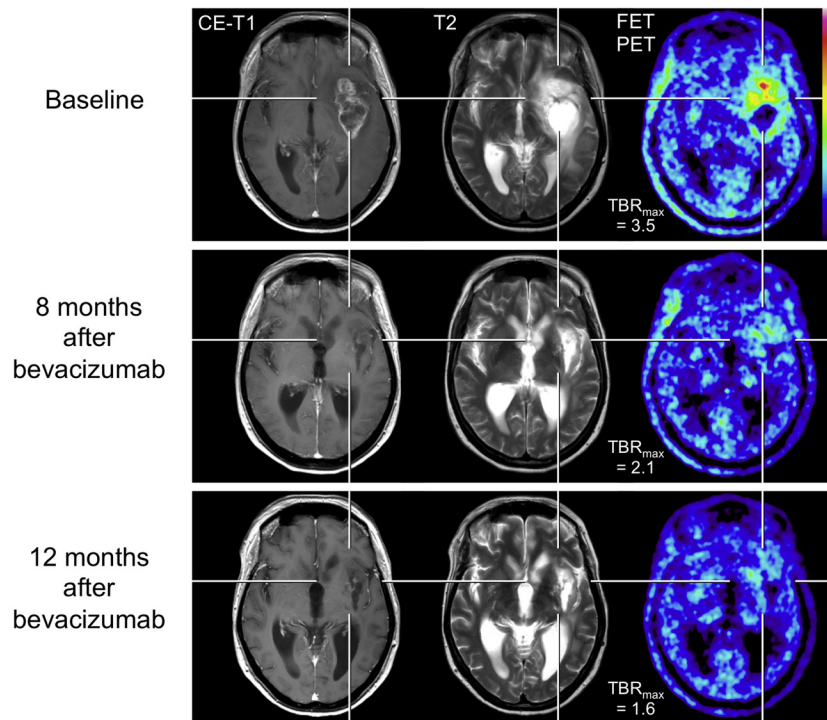 CE-T1
T2
FET
PET
Baseline
TBRmax
= 3.5
8 months
after
bevacizumab
TBRmax
= 2.1
12 months
after
bevacizumab
TBRmax
= 1.6